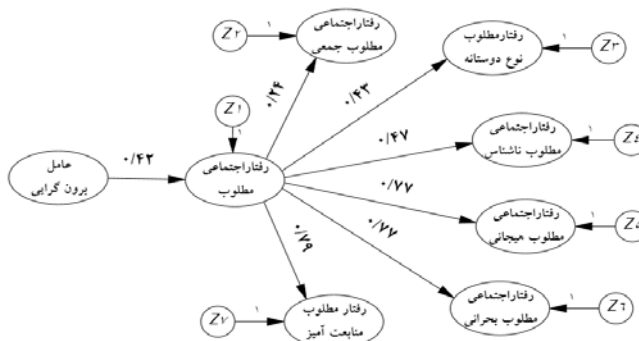 رفتاراجتماعی
مطلوب جمعی
Z۲
۱
رفتارمطلوب
نوع دوستانه
Z۳
۱
۰/۲۴
۰/۴۳
Z۱
۱
رفتاراجتماعی
مطلوب ناشناس
۱
۰/۴۷
عامل
برون گرایی
۰/۴۲
رفتاراجتماعی
مطلوب
۰/۷۷
رفتاراجتماعی
مطلوب هیجانی
۱
۰/۷۹
۰/۷۷
رفتاراجتماعی
مطلوب بحرانی
Z۶
۱
Z۷
۱
رفتار مطلوب
متابعت آمیز